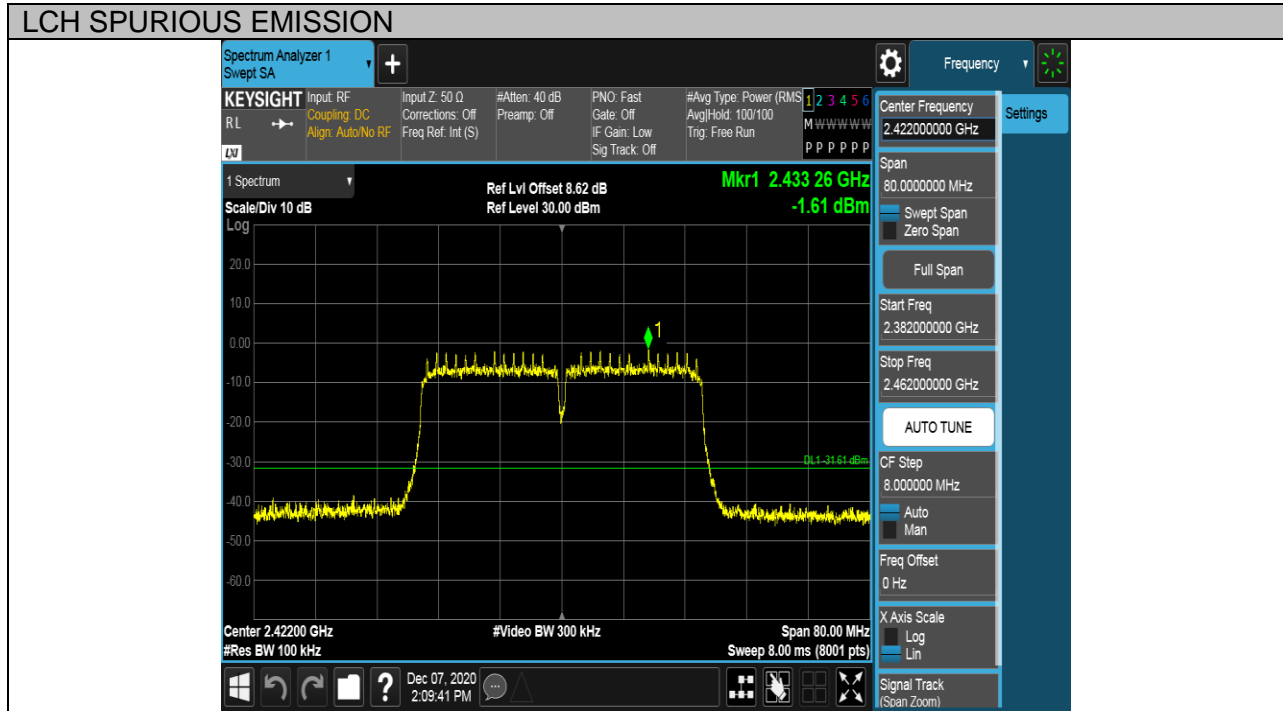 LCH SPURIOUS EMISSION
Spectrum Analyzer 1
Swept SA
+
Frequency
KEYSIGHT
RL
LXI
Input: RF
Coupling: DC
Align: Auto/No RF
Input Z: 50 Ω
Corrections: Off
Freq Ref: Int (S)
#Atten: 40 dB
Preamp: Off
PNO: Fast
Gate: Off
IF Gain: Low
Sig Track: Off
#Avg Type: Power (RMS
Avg|Hold: 100/100
Trig: Free Run
1 2 3 4 5 6
M W W W W W
P P P P P P
1 Spectrum
Scale/Div 10 dB
Ref Lvl Offset 8.62 dB
Ref Level 30.00 dBm
Mkr1 2.433 26 GHz
-1.61 dBm
Log
20.0
10.0
0.00
-10.0
-20.0
-30.0
-40.0
-50.0
-60.0
1
DL1 -31.61 dBm
Center 2.42200 GHz
#Res BW 100 kHz
#Video BW 300 kHz
Span 80.00 MHz
Sweep 8.00 ms (8001 pts)
?
Dec 07, 2020
2:09:41 PM
Center Frequency
2.422000000 GHz
Span
80.0000000 MHz
Swept Span
Zero Span
Full Span
Start Freq
2.382000000 GHz
Stop Freq
2.462000000 GHz
AUTO TUNE
CF Step
8.000000 MHz
Auto
Man
Freq Offset
0 Hz
X Axis Scale
Log
Lin
Signal Track
(Span Zoom)
Settings